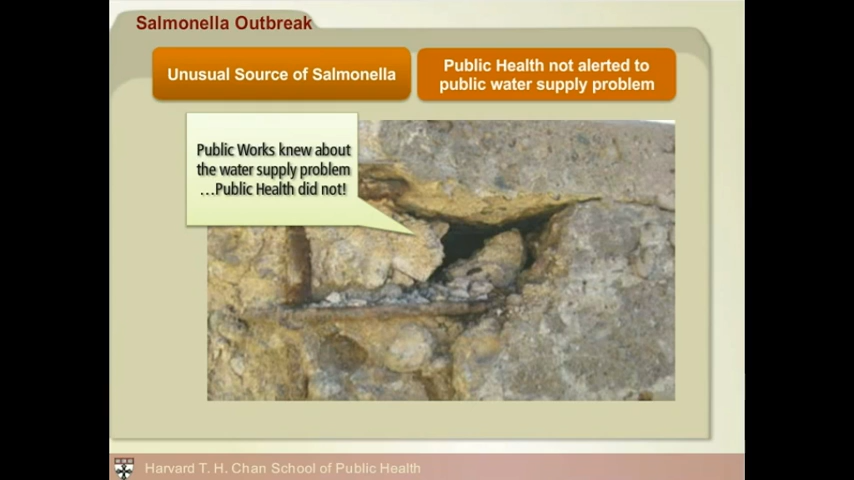 Salmonella Outbreak
Unusual Source of Salmonella
Public Health not alerted to
public water supply problem
Public Works knew about
the water supply problem
...Public Health did not!
Harvard T. H. Chan School of Public Health